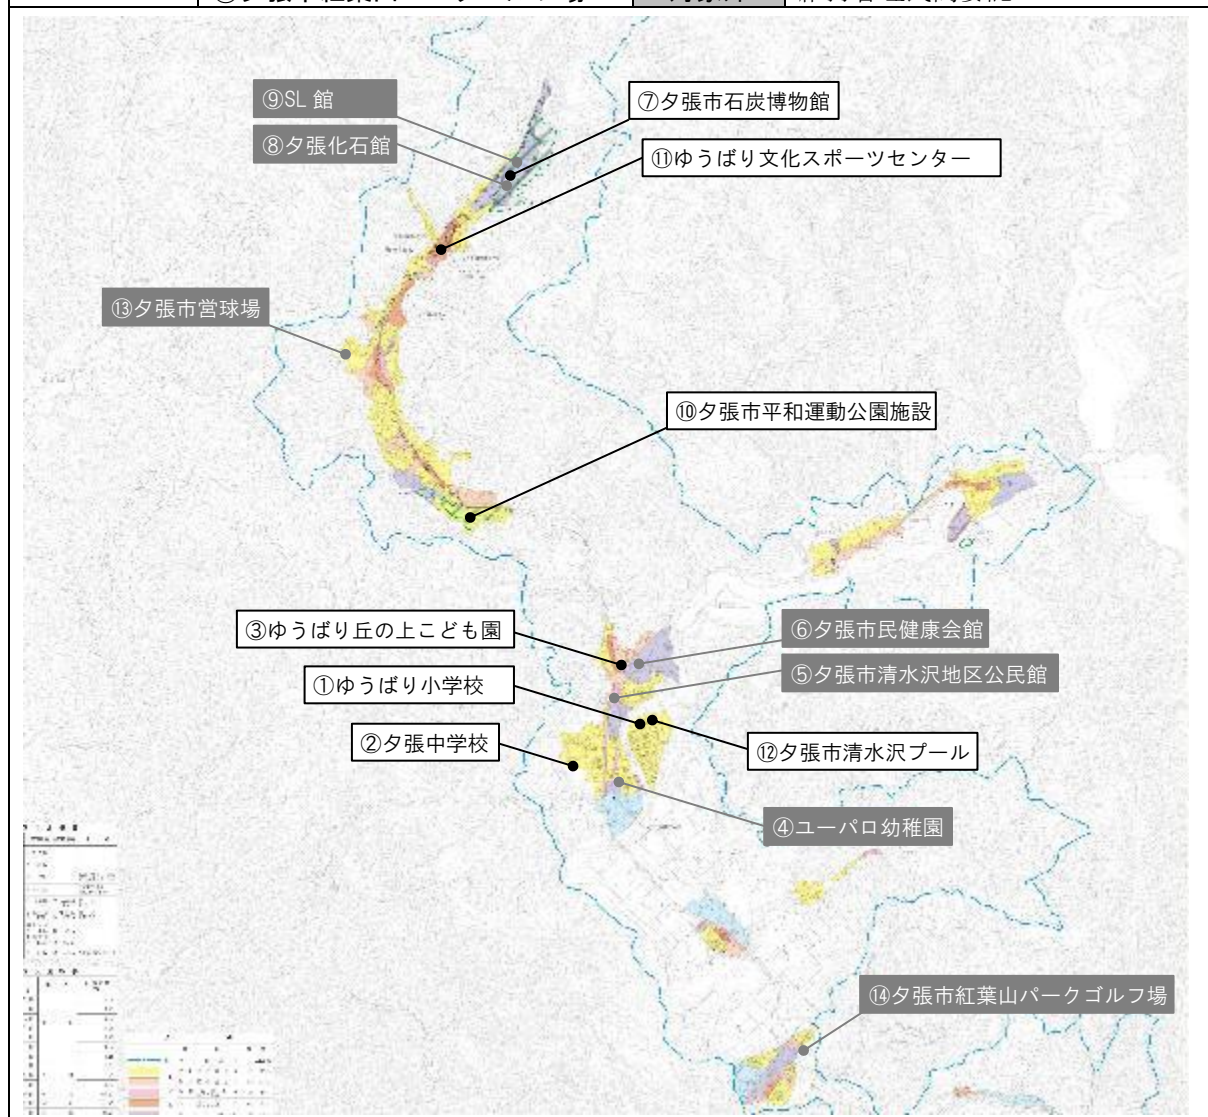 ⑨SL 館
⑦夕張市石炭博物館
⑧夕張化石館
⑪ゆうばり文化スポーツセンター
⑬夕張市営球場
⑩夕張市平和運動公園施設
③ゆうばり丘の上こども園
⑥夕張市民健康会館
①ゆうばり小学校
⑤夕張市清水沢地区公民館
②夕張中学校
⑫夕張市清水沢プール
④ユーパロ幼稚園
⑭夕張市紅葉山パークゴルフ場